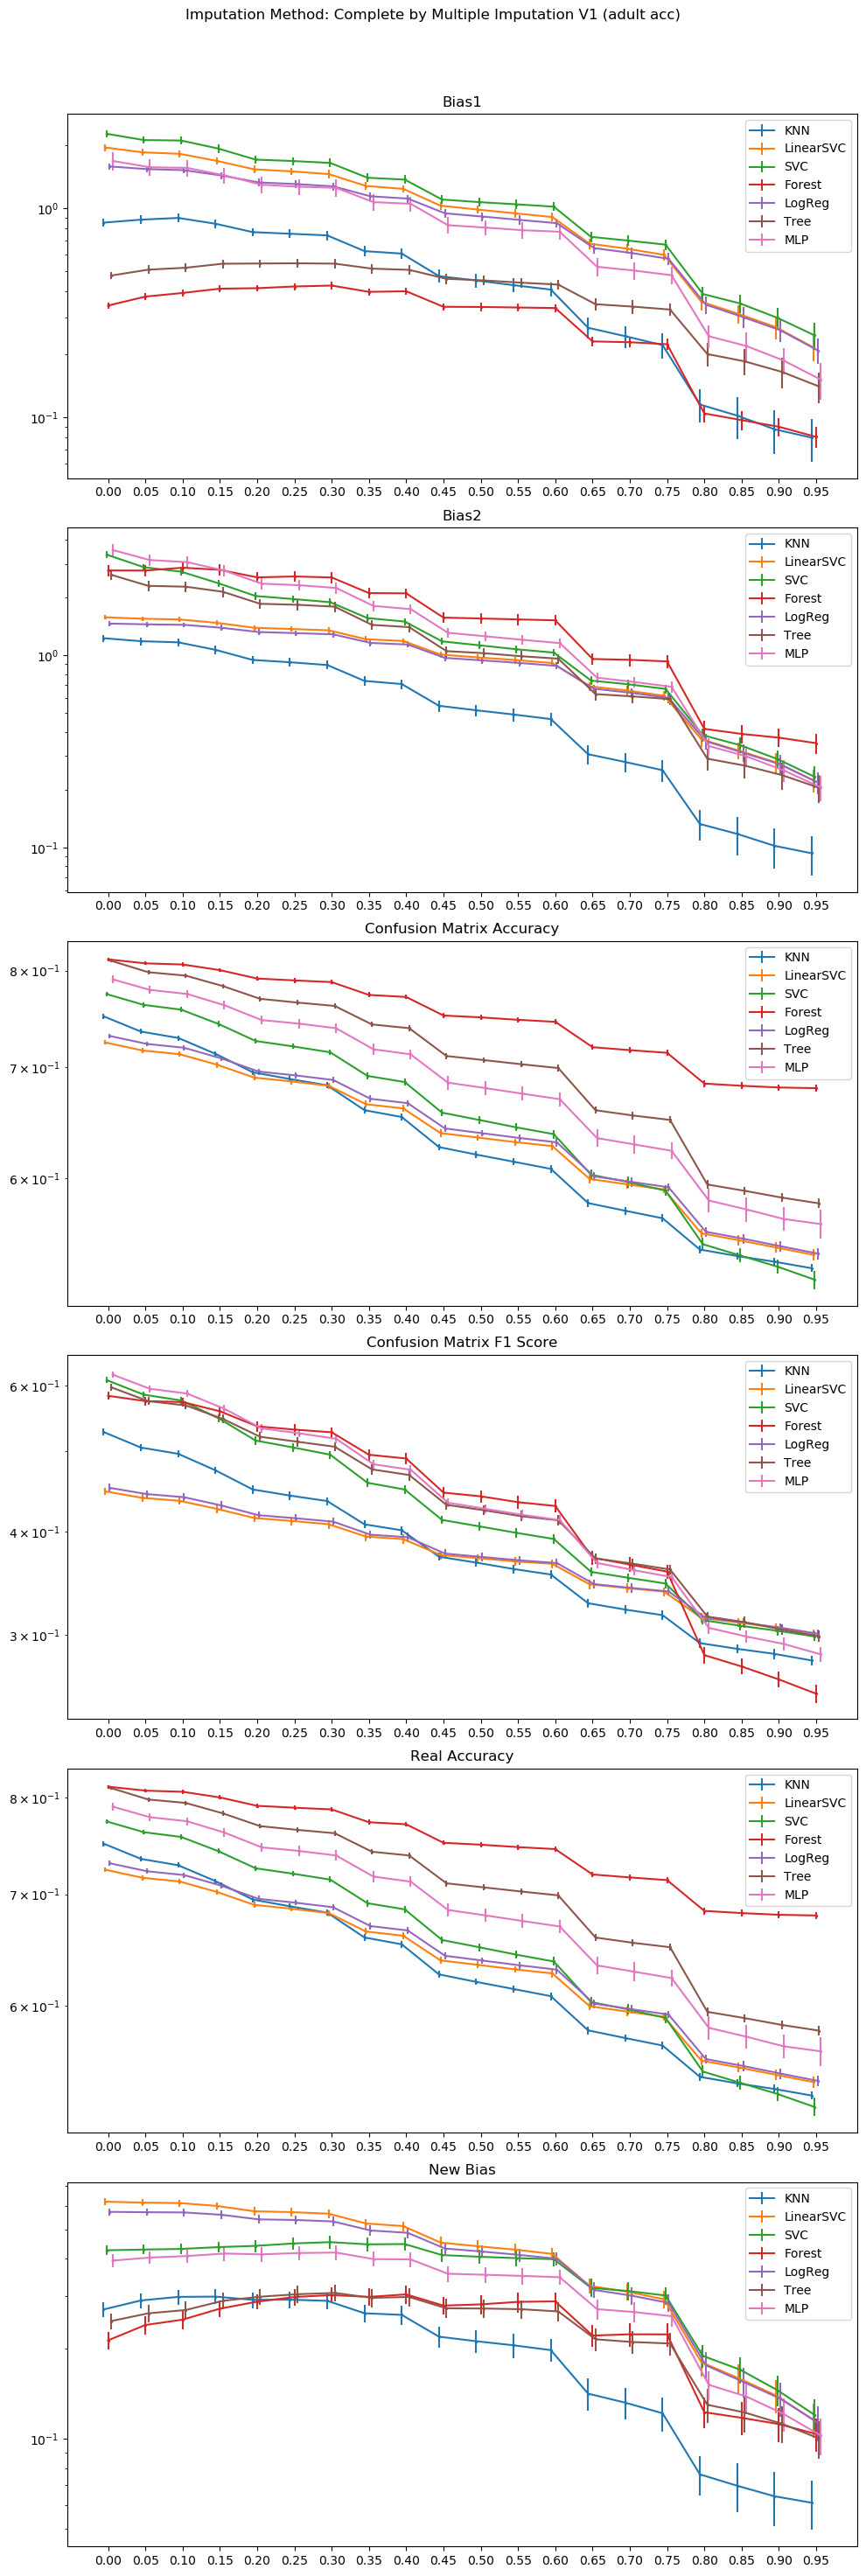 Imputation Method: Complete by Multiple Imputation V1 (adult acc)
Bias1
KNN
LinearSVC
SVC
Forest
LogReg
Tree
MLP
10⁰
10⁻¹
0.00 0.05 0.10 0.15 0.20 0.25 0.30 0.35 0.40 0.45 0.50 0.55 0.60 0.65 0.70 0.75 0.80 0.85 0.90 0.95
Bias2
KNN
LinearSVC
SVC
Forest
LogReg
Tree
MLP
10⁰
10⁻¹
0.00 0.05 0.10 0.15 0.20 0.25 0.30 0.35 0.40 0.45 0.50 0.55 0.60 0.65 0.70 0.75 0.80 0.85 0.90 0.95
Confusion Matrix Accuracy
KNN
LinearSVC
SVC
Forest
LogReg
Tree
MLP
8 × 10⁻¹
7 × 10⁻¹
6 × 10⁻¹
0.00 0.05 0.10 0.15 0.20 0.25 0.30 0.35 0.40 0.45 0.50 0.55 0.60 0.65 0.70 0.75 0.80 0.85 0.90 0.95
Confusion Matrix F1 Score
KNN
LinearSVC
SVC
Forest
LogReg
Tree
MLP
6 × 10⁻¹
4 × 10⁻¹
3 × 10⁻¹
0.00 0.05 0.10 0.15 0.20 0.25 0.30 0.35 0.40 0.45 0.50 0.55 0.60 0.65 0.70 0.75 0.80 0.85 0.90 0.95
Real Accuracy
KNN
LinearSVC
SVC
Forest
LogReg
Tree
MLP
8 × 10⁻¹
7 × 10⁻¹
6 × 10⁻¹
0.00 0.05 0.10 0.15 0.20 0.25 0.30 0.35 0.40 0.45 0.50 0.55 0.60 0.65 0.70 0.75 0.80 0.85 0.90 0.95
New Bias
KNN
LinearSVC
SVC
Forest
LogReg
Tree
MLP
10⁻¹
0.00 0.05 0.10 0.15 0.20 0.25 0.30 0.35 0.40 0.45 0.50 0.55 0.60 0.65 0.70 0.75 0.80 0.85 0.90 0.95